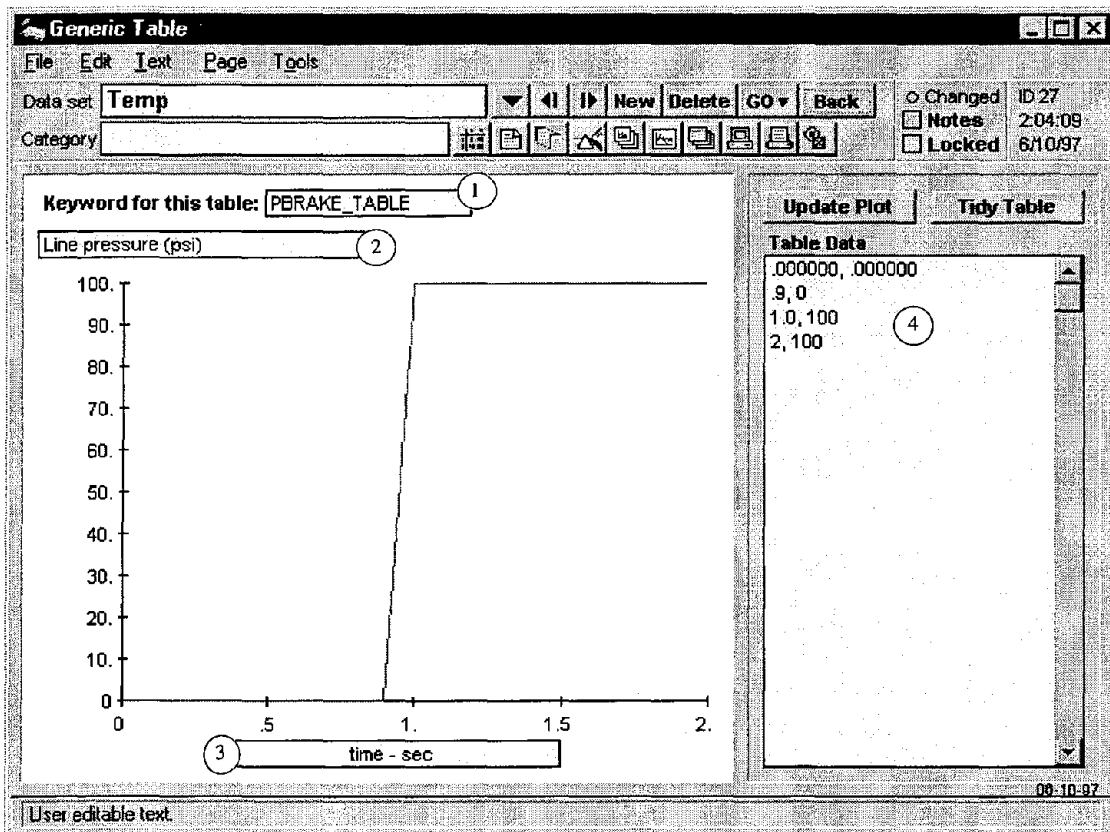 Generic Table
File Edit Text Page Tools
Data set Temp New Delete GO Back Changed ID 27
Notes 2:04:09
Category Locked 6/10/97
Keyword for this table: PBRAKE_TABLE 1
Line pressure (psi) 2
Update Plot Tidy Table
Table Data
.000000, .000000
.9, 0
1.0, 100
2, 100
4
100.
90.
80.
70.
60.
50.
40.
30.
20.
10.
0
0 .5 1. 1.5 2.
3 time - sec
User editable text.